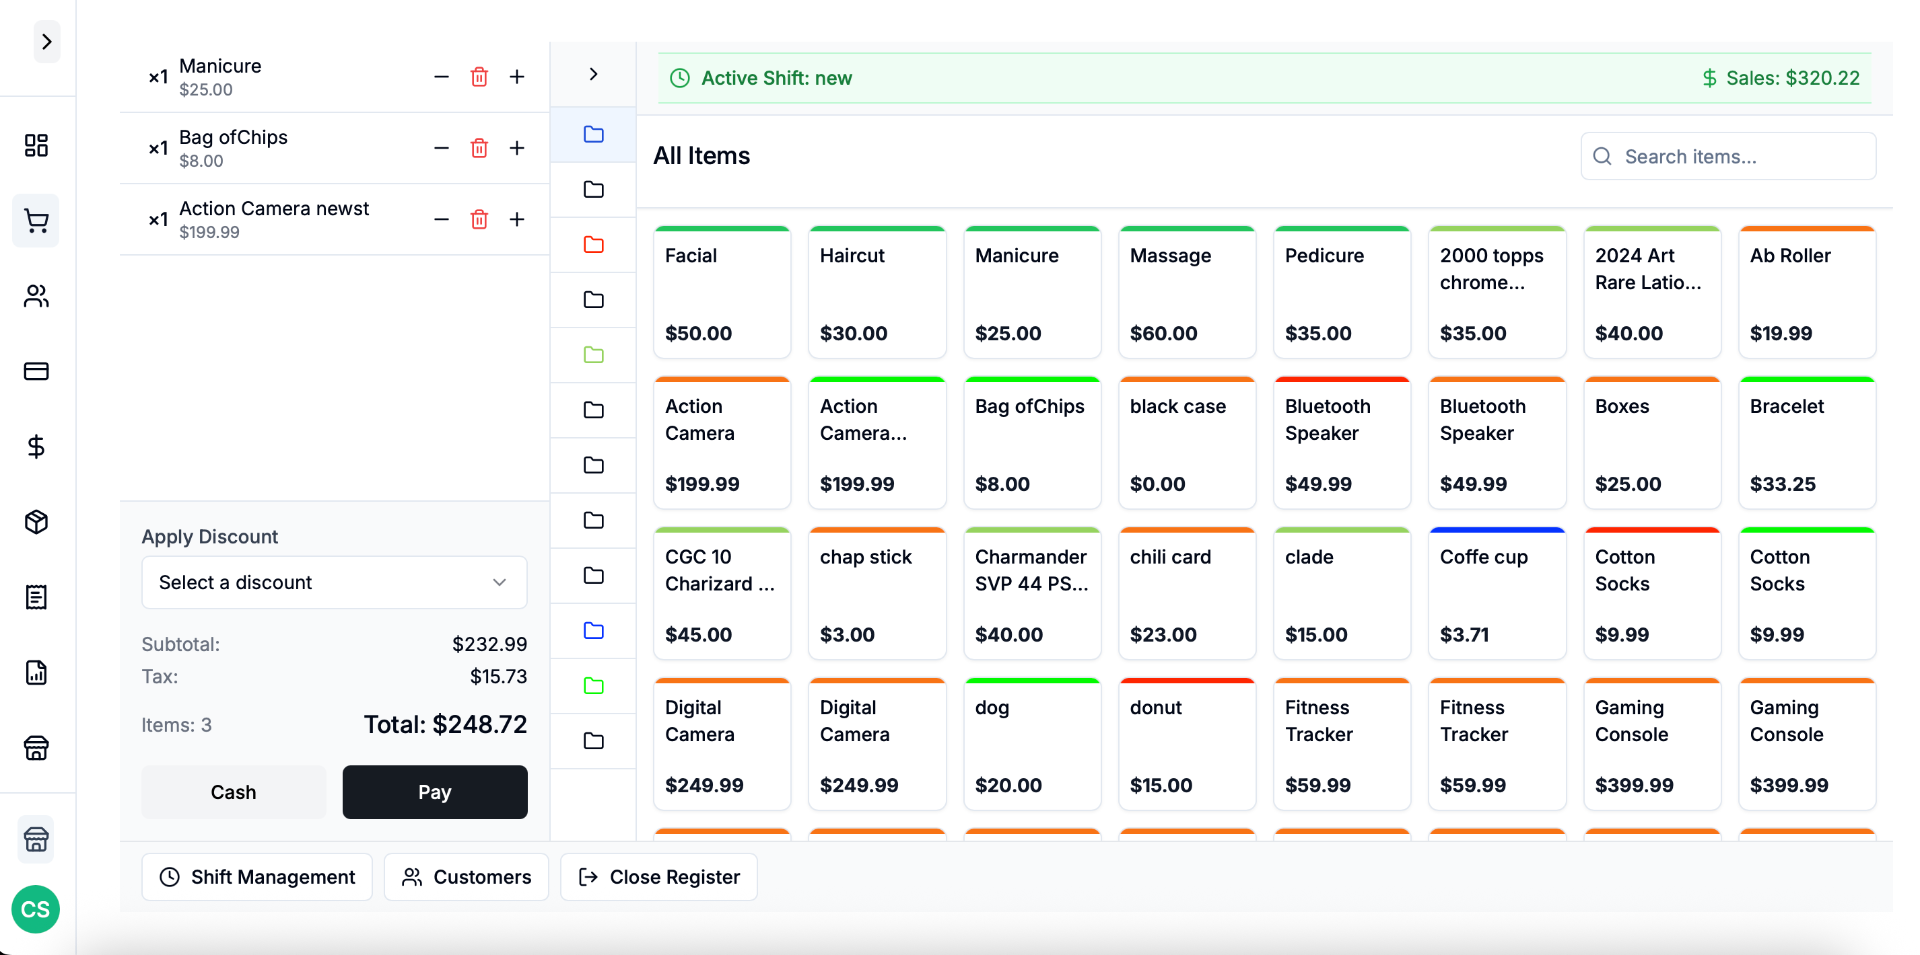 ×1 Manicure
$25.00
×1 Bag ofChips
$8.00
×1 Action Camera newst
$199.99
Apply Discount
Select a discount
Subtotal: $232.99
Tax: $15.73
Items: 3 Total: $248.72
Cash Pay
Active Shift: new
$ Sales: $320.22
All Items
Search items...
Facial
$50.00
Haircut
$30.00
Manicure
$25.00
Massage
$60.00
Pedicure
$35.00
2000 topps
chrome...
$35.00
2024 Art
Rare Latio...
$40.00
Ab Roller
$19.99
Action
Camera
$199.99
Action
Camera...
$199.99
Bag ofChips
$8.00
black case
$0.00
Bluetooth
Speaker
$49.99
Bluetooth
Speaker
$49.99
Boxes
$25.00
Bracelet
$33.25
CGC 10
Charizard ...
$45.00
chap stick
$3.00
Charmander
SVP 44 PS...
$40.00
chili card
$23.00
clade
$15.00
Coffe cup
$3.71
Cotton
Socks
$9.99
Cotton
Socks
$9.99
Digital
Camera
$249.99
Digital
Camera
$249.99
dog
$20.00
donut
$15.00
Fitness
Tracker
$59.99
Fitness
Tracker
$59.99
Gaming
Console
$399.99
Gaming
Console
$399.99
Shift Management
Customers
Close Register
CS